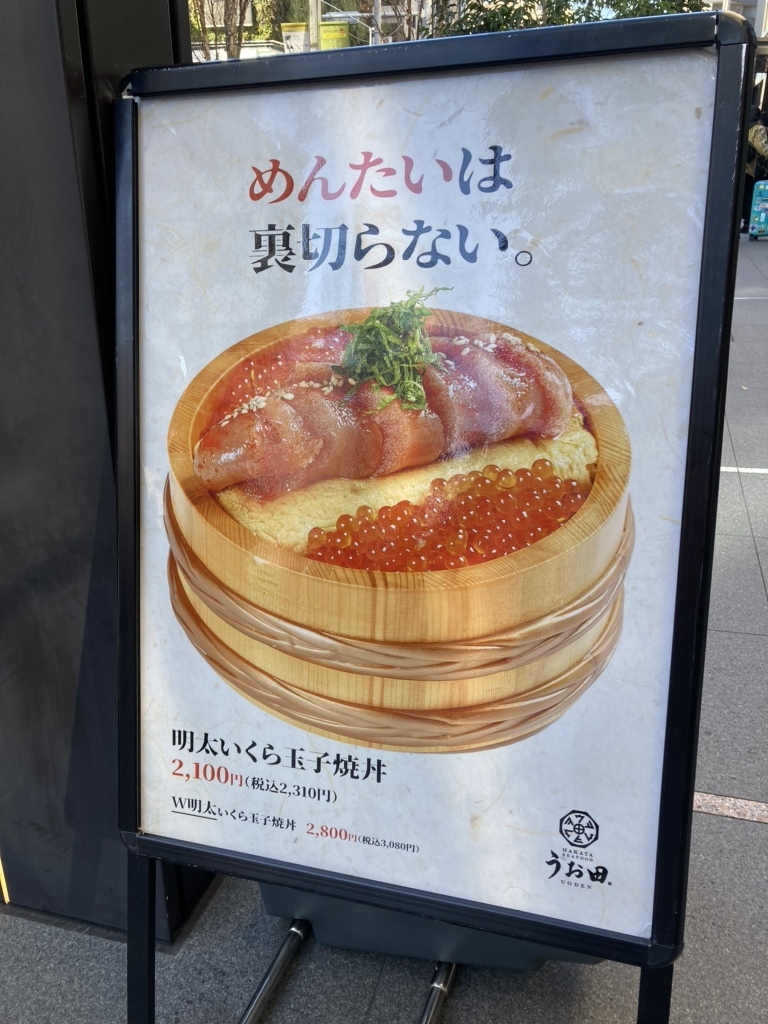 めんたいは
裏切らない。
明太いくら玉子焼丼
2,100円(税込2,310円)
W明太いくら玉子焼丼 2,800円(税込3,080円)
HAKATA
SEAFOOD
うお田。
UODEN